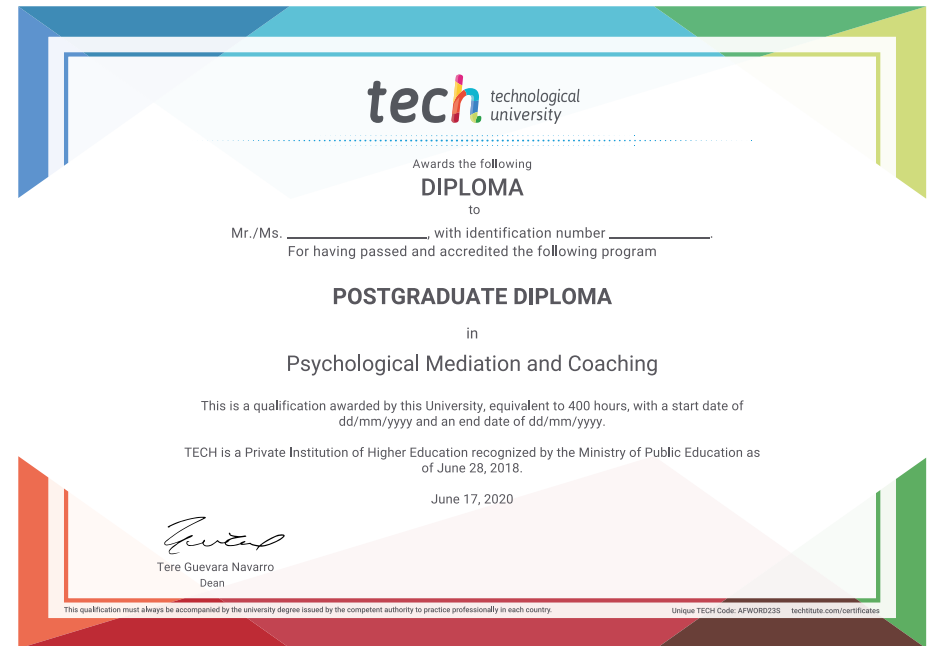 tech technological
university
Awards the following
DIPLOMA
to
Mr./Ms. ____________, with identification number ____________.
For having passed and accredited the following program
POSTGRADUATE DIPLOMA
in
Psychological Mediation and Coaching
This is a qualification awarded by this University, equivalent to 400 hours, with a start date of
dd/mm/yyyy and an end date of dd/mm/yyyy.
TECH is a Private Institution of Higher Education recognized by the Ministry of Public Education as
of June 28, 2018.
June 17, 2020
Tere Guevara Navarro
Dean
This qualification must always be accompanied by the university degree issued by the competent authority to practice professionally in each country.
Unique TECH Code: AFWORD23S techtitute.com/certificates